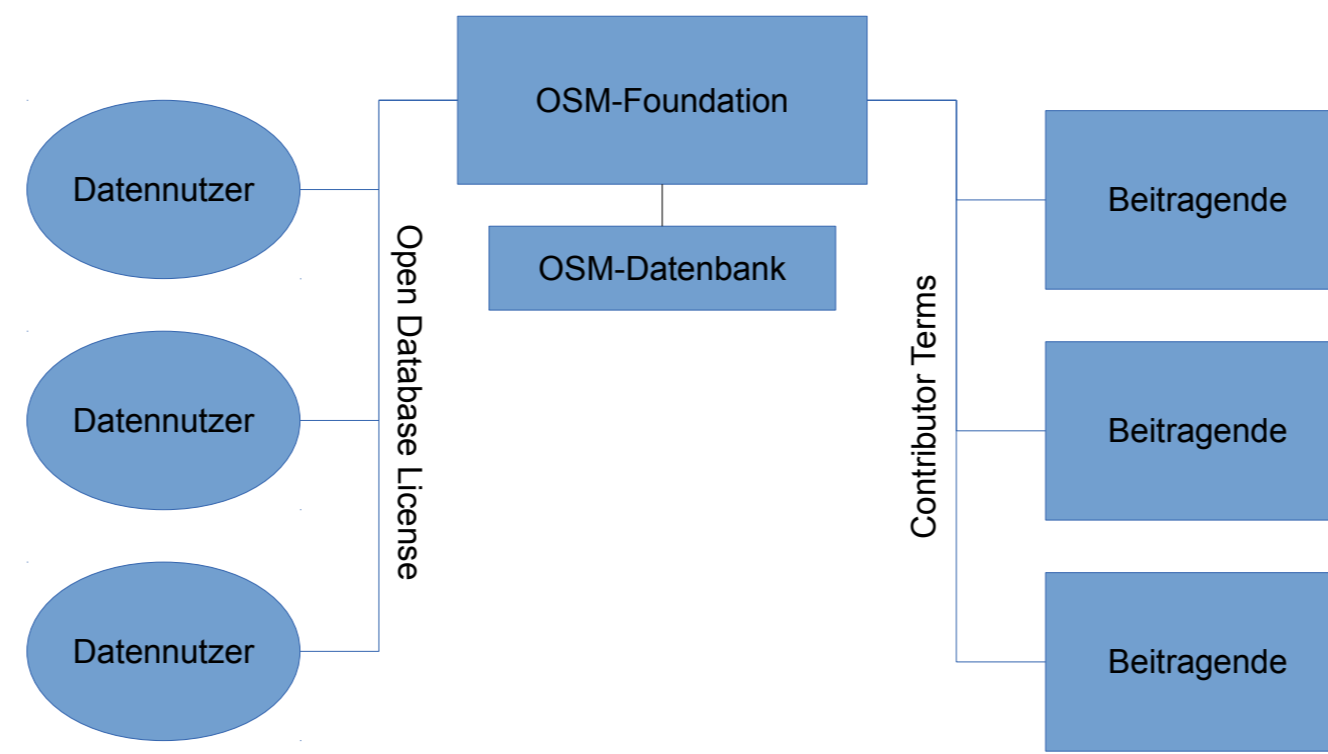 OSM-Foundation
OSM-Datenbank
Datennutzer
Datennutzer
Datennutzer
Open Database License
Contributor Terms
Beitragende
Beitragende
Beitragende